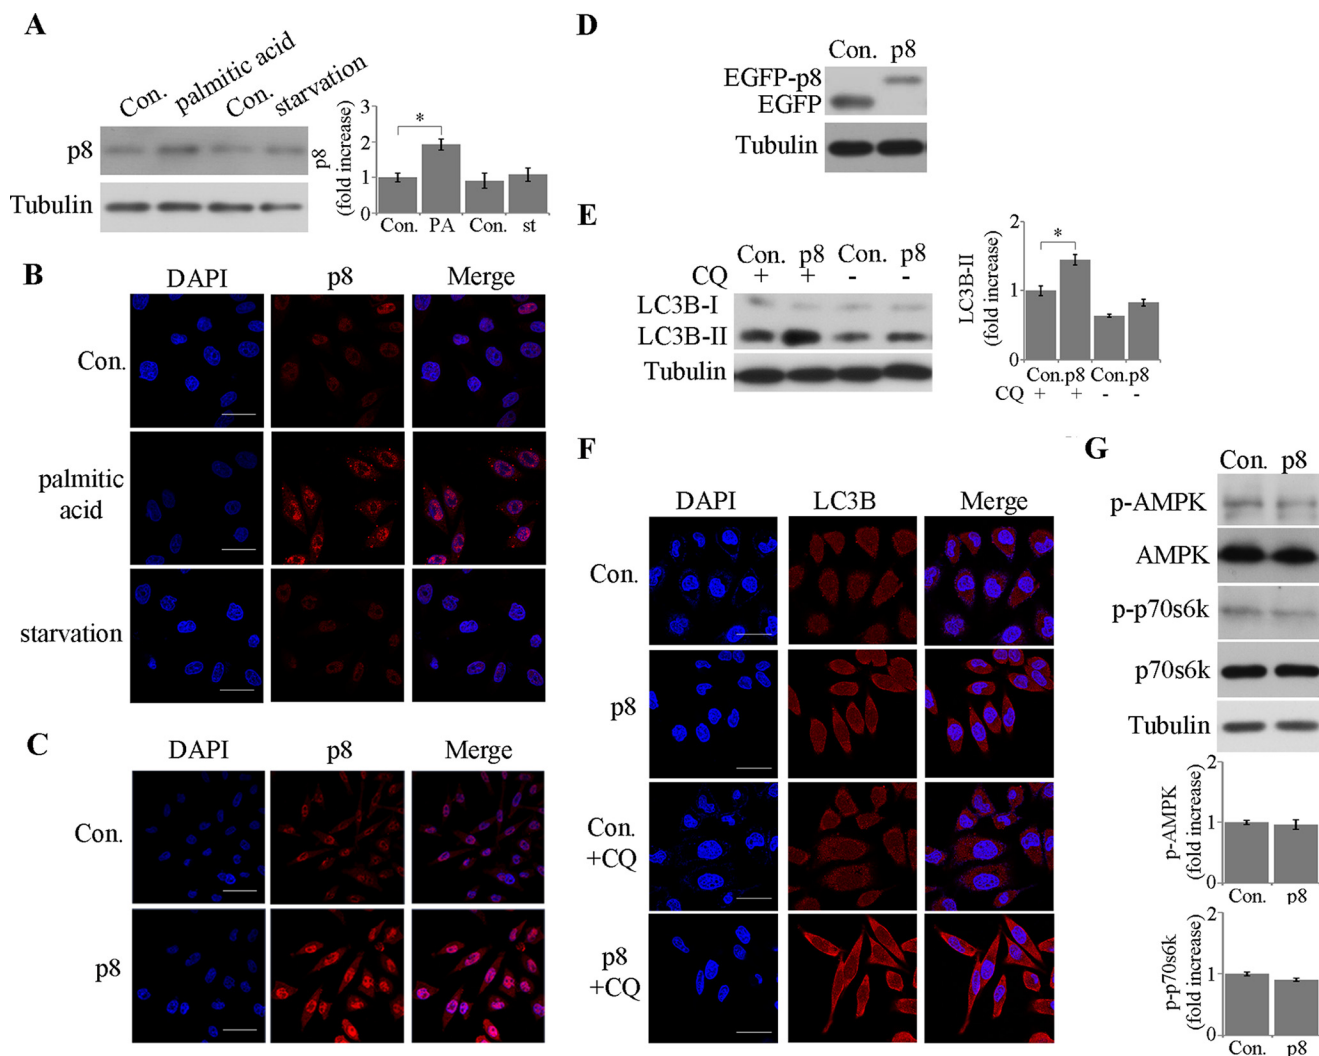 A
Con.
palmitic acid
Con.
starvation
p8
Tubulin
p8
(fold increase)
3
2
1
0
*
Con.
PA
Con.
st
B
DAPI
p8
Merge
Con.
palmitic
acid
starvation
C
DAPI
p8
Merge
Con.
p8
D
Con.
p8
EGFP-p8
EGFP
Tubulin
E
Con.
p8
Con.
p8
CQ
+
+
-
-
LC3B-I
LC3B-II
Tubulin
LC3B-II
(fold increase)
2
1
0
*
Con.p8
Con.p8
CQ
+
+
-
-
F
DAPI
LC3B
Merge
Con.
p8
Con.
+CQ
p8
+CQ
G
Con.
p8
p-AMPK
AMPK
p-p70s6k
p70s6k
Tubulin
p-AMPK
(fold increase)
2
1
0
Con.
p8
p-p70s6k
(fold increase)
2
1
0
Con.
p8